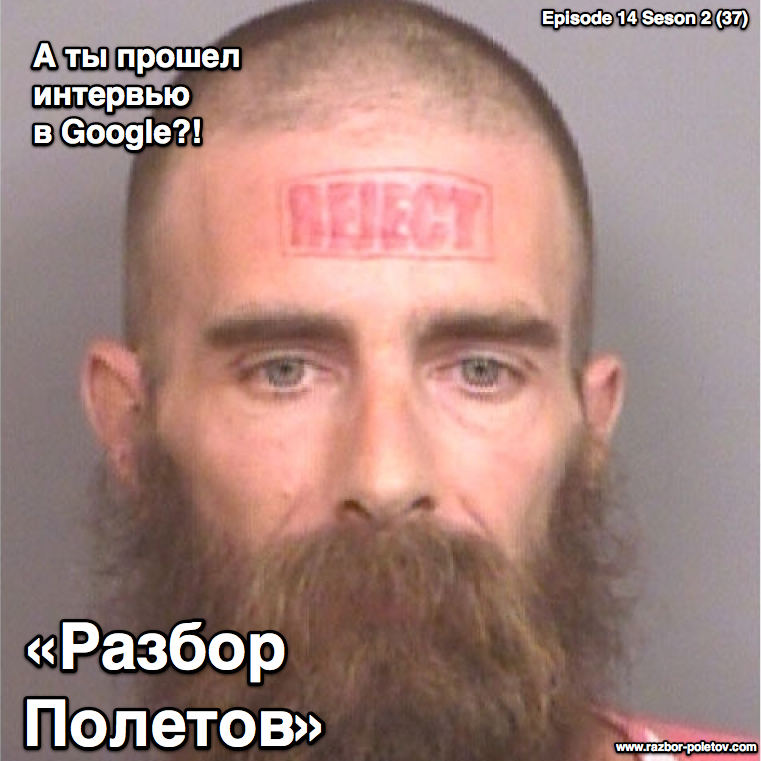 Episode 14 Seson 2 (37)
А ты прошел
интервью
в Google?!
REJECT
«Разбор
Полетов»
www.razbor-poletov.com